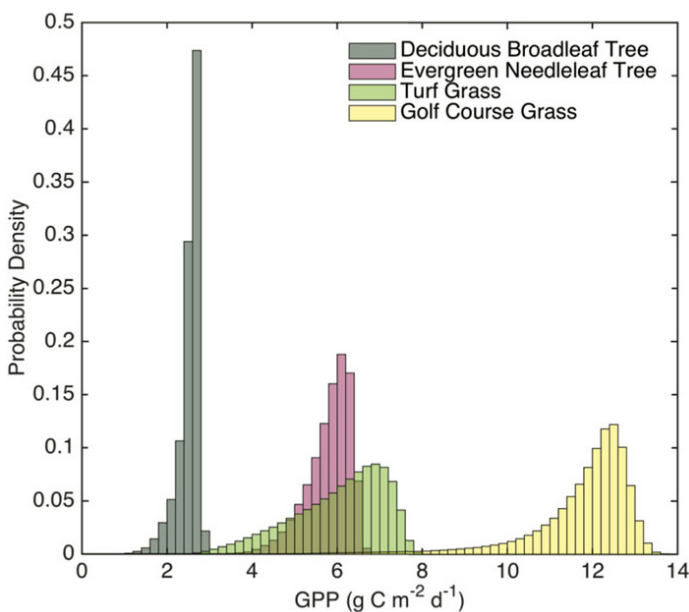 0.5
0.45
0.4
0.35
0.3
0.25
0.2
0.15
0.1
0.05
0
Probability Density
Deciduous Broadleaf Tree
Evergreen Needleleaf Tree
Turf Grass
Golf Course Grass
0 2 4 6 8 10 12 14
GPP (g C m⁻² d⁻¹)